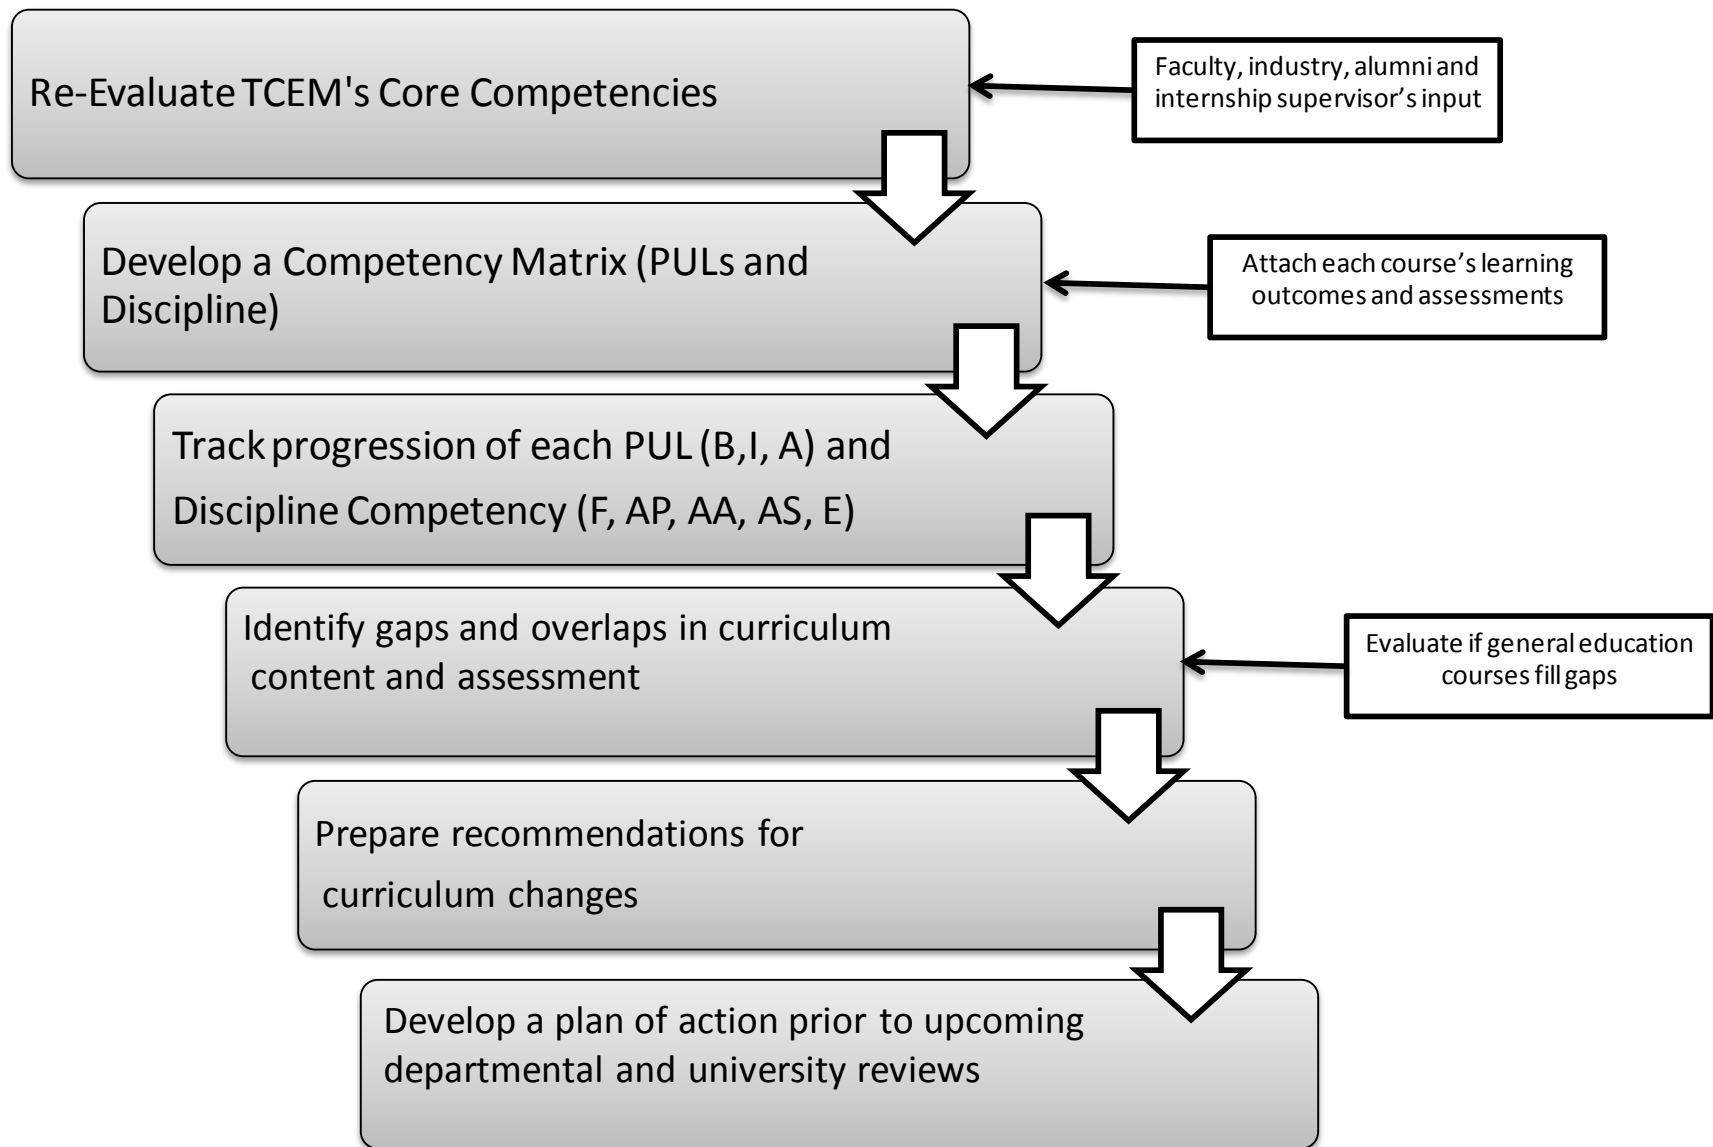 Re-Evaluate TCEM's Core Competencies
Faculty, industry, alumni and
internship supervisor’s input
Develop a Competency Matrix (PULs and
Discipline)
Attach each course’s learning
outcomes and assessments
Track progression of each PUL (B,I, A) and
Discipline Competency (F, AP, AA, AS, E)
Identify gaps and overlaps in curriculum
content and assessment
Evaluate if general education
courses fill gaps
Prepare recommendations for
curriculum changes
Develop a plan of action prior to upcoming
departmental and university reviews